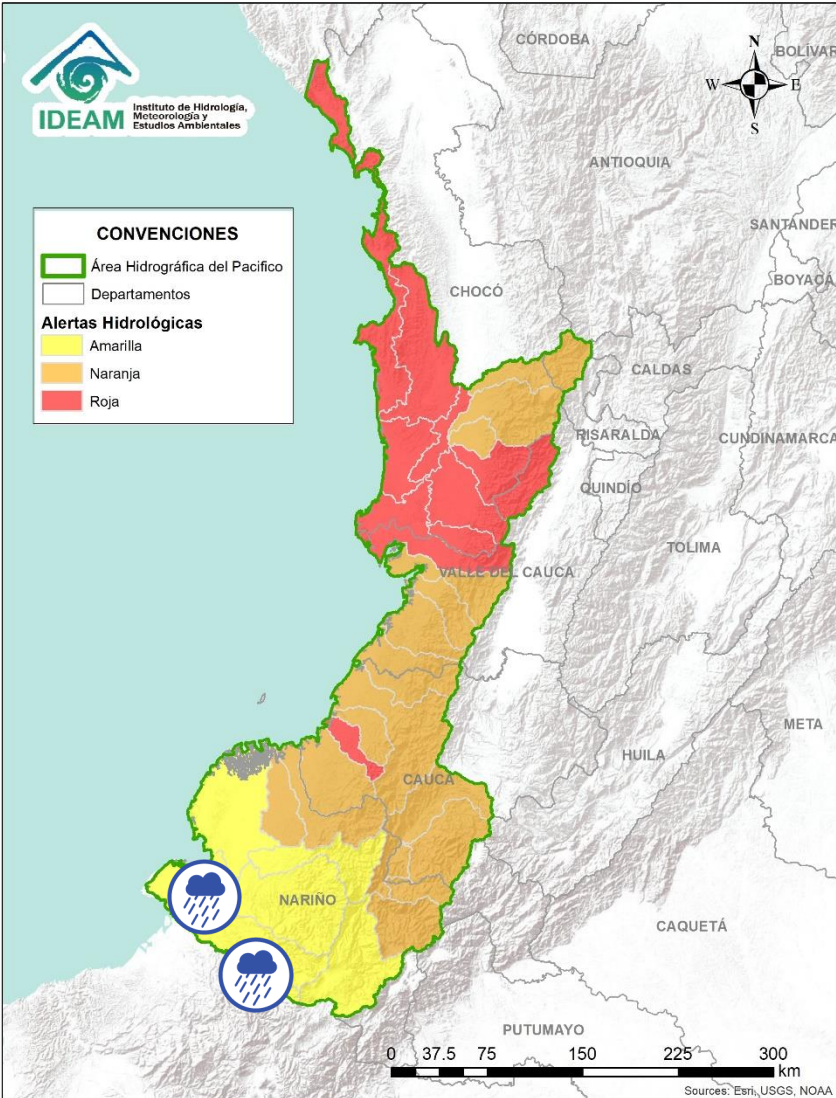 IDEAM
Instituto de Hidrología,
Meteorología y
Estudios Ambientales
CÓRDOBA
BOLÍVAR
N
W
E
S
ANTIOQUIA
SANTANDER
BOYACÁ
CONVENCIONES
Área Hidrográfica del Pacifico
Departamentos
Alertas Hidrológicas
Amarilla
Naranja
Roja
CHOCÓ
CALDAS
RISARALDA
CUNDINAMARCA
QUINDÍO
TOLIMA
VALLE DEL CAUCA
META
HUILA
CAUCA
NARIÑO
CAQUETÁ
PUTUMAYO
0 37.5 75 150 225 300
km
Sources: Esri, USGS, NOAA